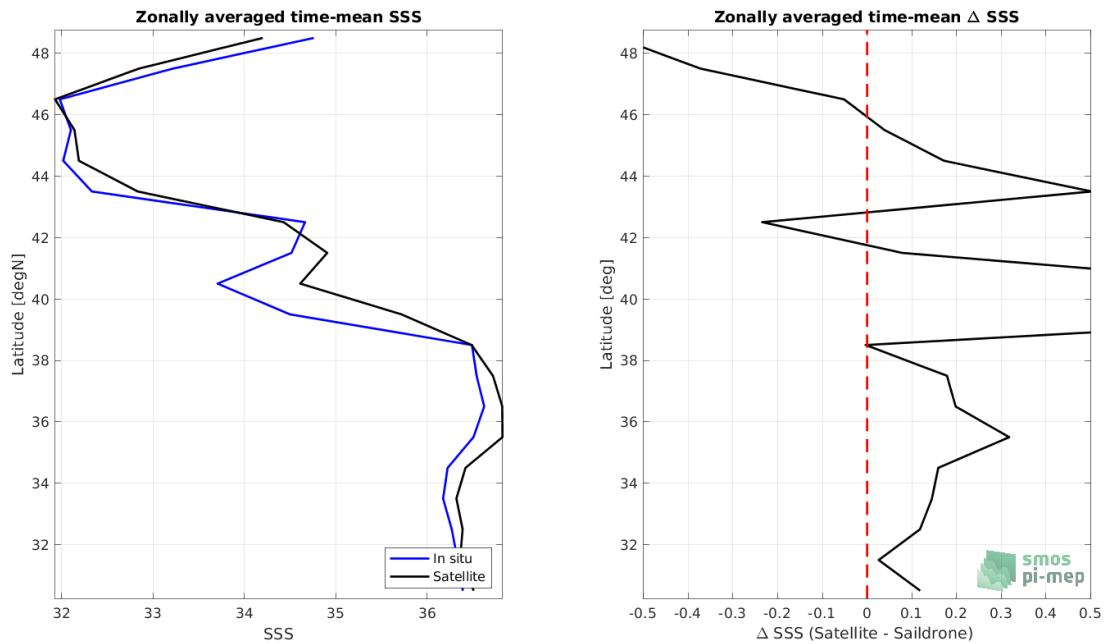 Zonally averaged time-mean SSS
48
46
44
42
40
38
36
34
32
Latitude [degN]
32 33 34 35 36
SSS
In situ
Satellite
Zonally averaged time-mean Δ SSS
48
46
44
42
40
38
36
34
32
Latitude [deg]
-0.5 -0.4 -0.3 -0.2 -0.1 0 0.1 0.2 0.3 0.4 0.5
Δ SSS (Satellite - Saildrone)
smos
pi-mep